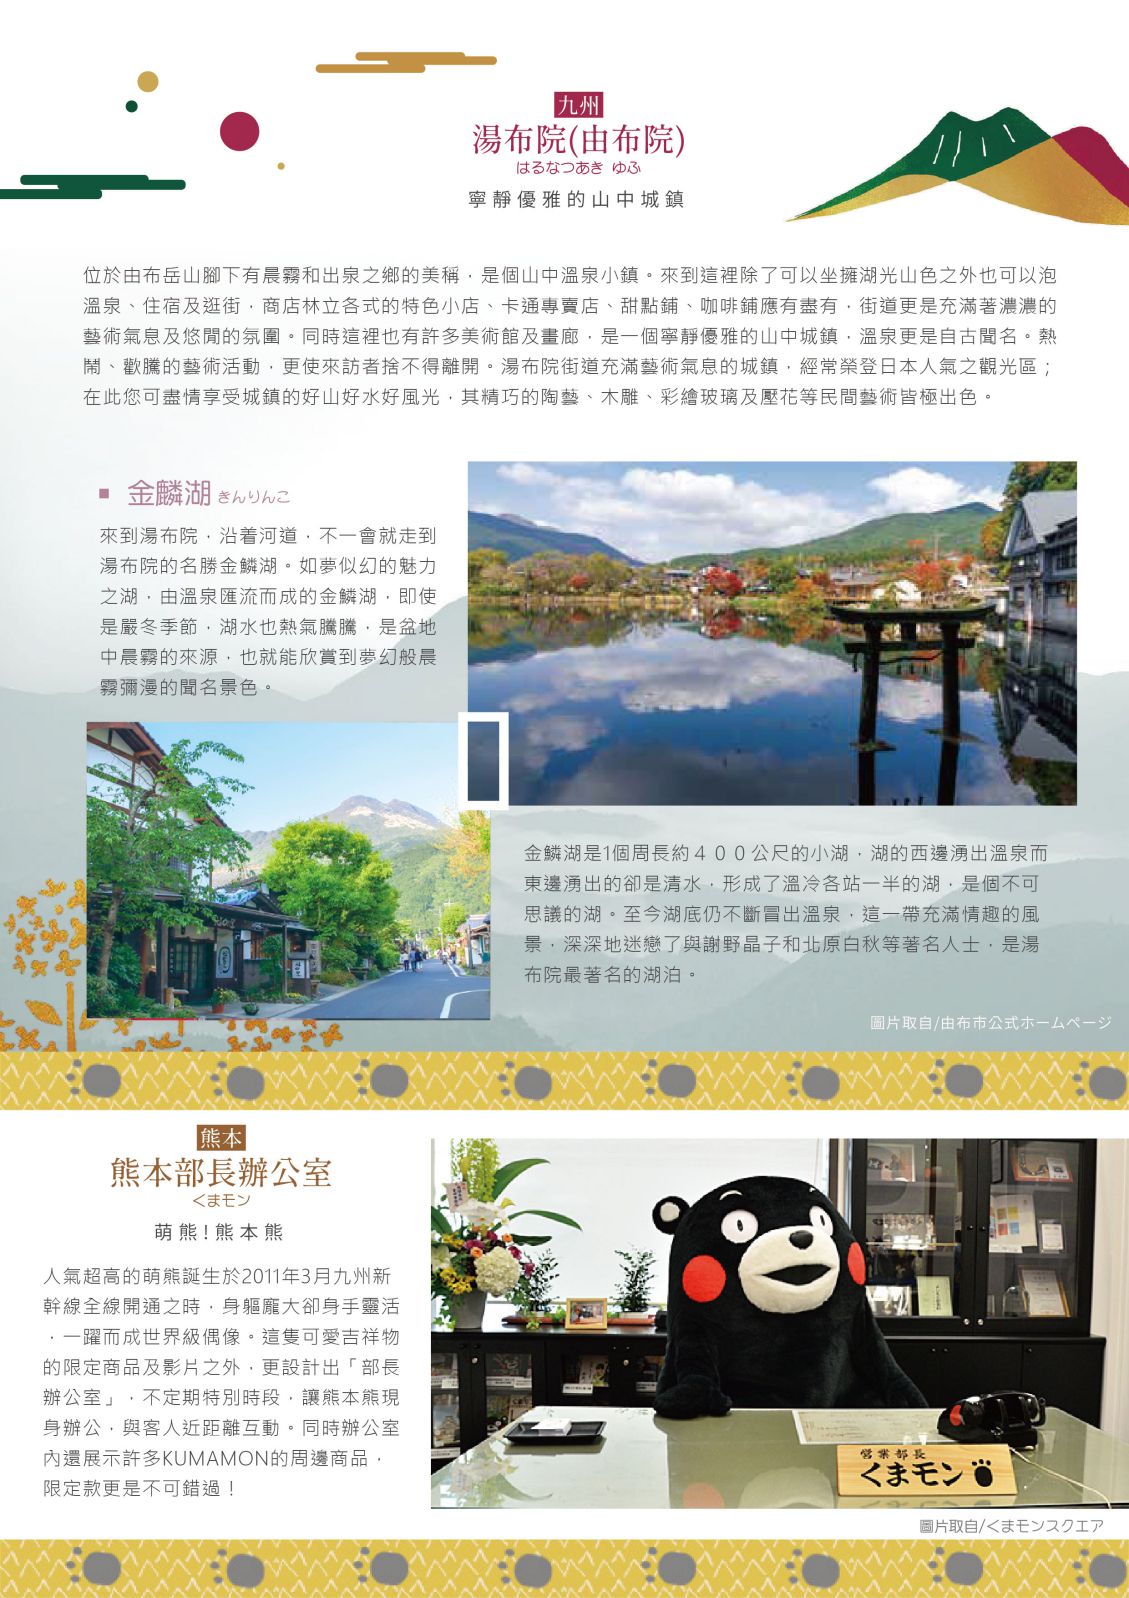 九州
湯布院(由布院)
はるなつあき ゆふ
寧靜優雅的山中城鎮
位於由布岳山腳下有晨霧和出泉之鄉的美稱，是個山中溫泉小鎮。來到這裡除了可以坐擁湖光山色之外也可以泡
溫泉、住宿及逛街，商店林立各式的特色小店、卡通專賣店、甜點鋪、咖啡鋪應有盡有，街道更是充滿著濃濃的
藝術氣息及悠閒的氛圍。同時這裡也有許多美術館及畫廊，是一個寧靜優雅的山中城鎮，溫泉更是自古聞名。熱
鬧、歡騰的藝術活動，更使來訪者捨不得離開。湯布院街道充滿藝術氣息的城鎮，經常榮登日本人氣之觀光區；
在此您可盡情享受城鎮的好山好水好風光，其精巧的陶藝、木雕、彩繪玻璃及壓花等民間藝術皆極出色。
金麟湖 きんりんこ
來到湯布院，沿着河道，不一會就走到
湯布院的名勝金鱗湖。如夢似幻的魅力
之湖，由溫泉匯流而成的金鱗湖，即使
是嚴冬季節，湖水也熱氣騰騰，是盆地
中晨霧的來源，也就能欣賞到夢幻般晨
霧彌漫的聞名景色。
金鱗湖是1個周長約４００公尺的小湖，湖的西邊湧出溫泉而
東邊湧出的卻是清水，形成了溫冷各站一半的湖，是個不可
思議的湖。至今湖底仍不斷冒出溫泉，這一帶充滿情趣的風
景，深深地迷戀了與謝野晶子和北原白秋等著名人士，是湯
布院最著名的湖泊。
圖片取自/由布市公式ホームページ
熊本
熊本部長辦公室
くまモン
萌熊!熊本熊
人氣超高的萌熊誕生於2011年3月九州新
幹線全線開通之時，身軀龐大卻身手靈活
，一躍而成世界級偶像。這隻可愛吉祥物
的限定商品及影片之外，更設計出「部長
辦公室」，不定期特別時段，讓熊本熊現
身辦公，與客人近距離互動。同時辦公室
內還展示許多KUMAMON的周邊商品，
限定款更是不可錯過！
営業部長
くまモン
圖片取自/くまモンスクエア